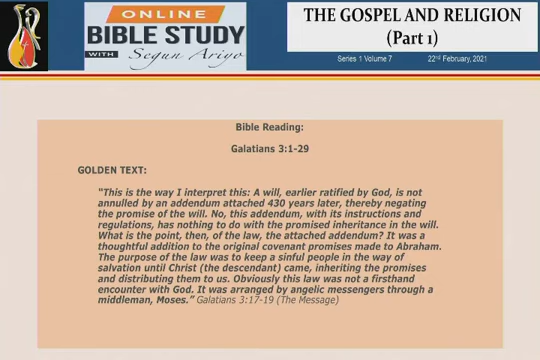 ONLINE
BIBLE STUDY
WITH Segun Ariyo
THE GOSPEL AND RELIGION
(Part 1)
Series 1 Volume 7 22nd February, 2021
Bible Reading:
Galatians 3:1-29
GOLDEN TEXT:
"This is the way I interpret this: A will, earlier ratified by God, is not
annulled by an addendum attached 430 years later, thereby negating
the promise of the will. No, this addendum, with its instructions and
regulations, has nothing to do with the promised inheritance in the will.
What is the point, then, of the law, the attached addendum? It was a
thoughtful addition to the original covenant promises made to Abraham.
The purpose of the law was to keep a sinful people in the way of
salvation until Christ (the descendant) came, inheriting the promises
and distributing them to us. Obviously this law was not a firsthand
encounter with God. It was arranged by angelic messengers through a
middleman, Moses." Galatians 3:17-19 (The Message)